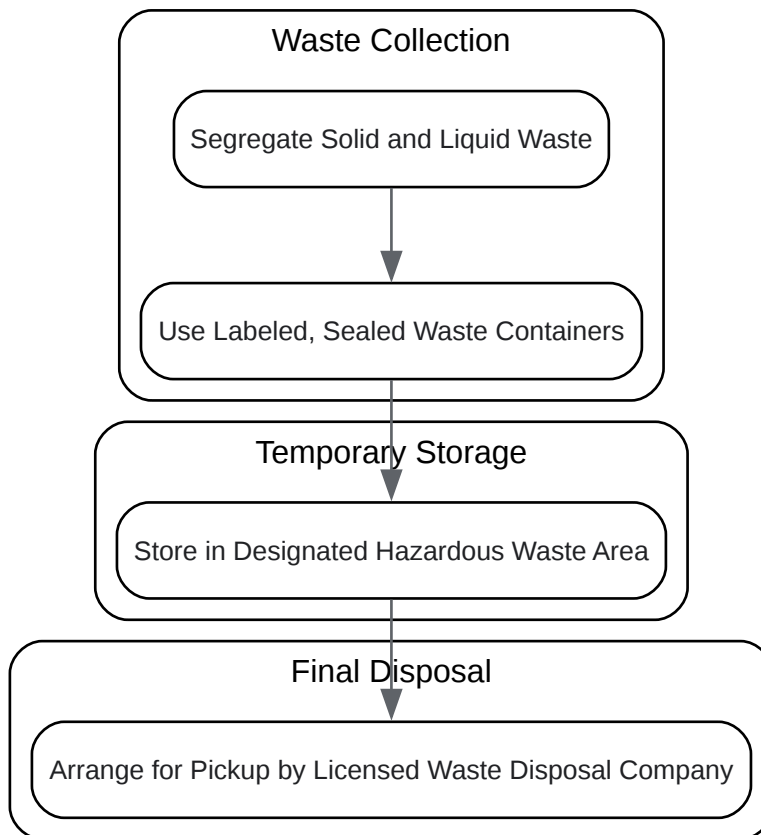 Waste Collection
Segregate Solid and Liquid Waste
Use Labeled, Sealed Waste Containers
Temporary Storage
Store in Designated Hazardous Waste Area
Final Disposal
Arrange for Pickup by Licensed Waste Disposal Company